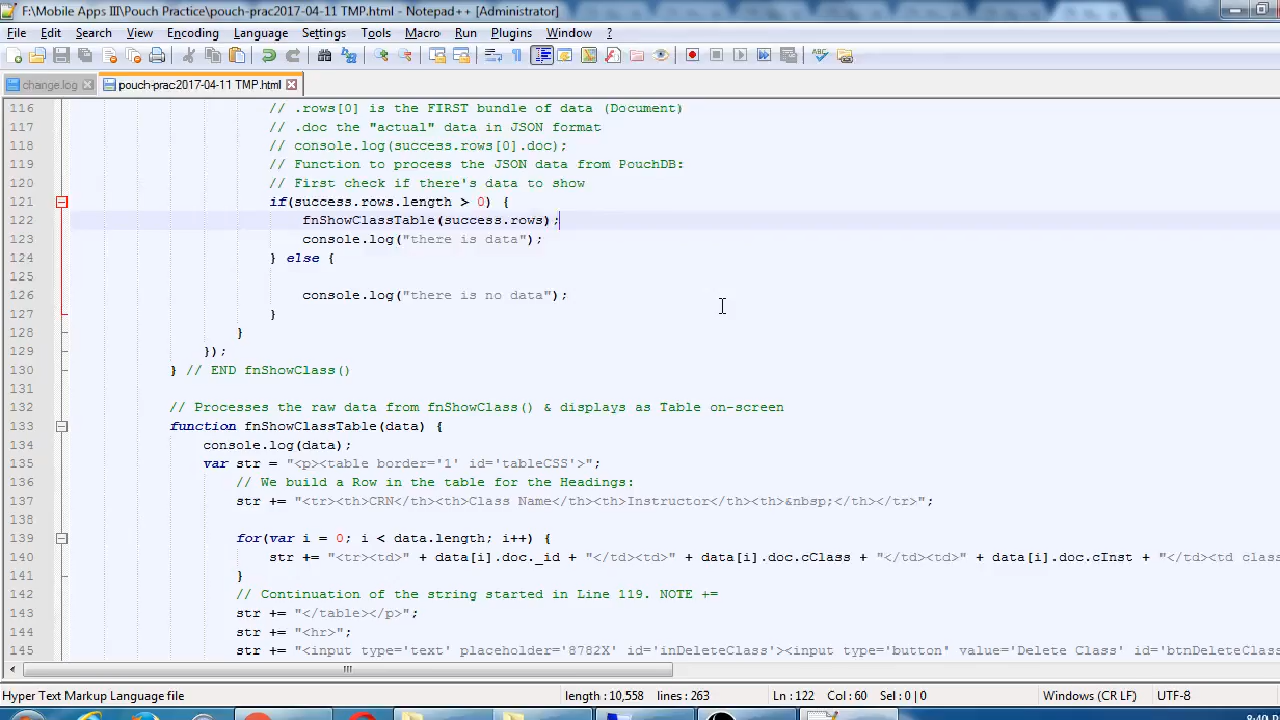 F:\Mobile Apps III\Pouch Practice\pouch-prac2017-04-11 TMP.html - Notepad++ [Administrator]
File Edit Search View Encoding Language Settings Tools Macro Run Plugins Window ?
change.log pouch-prac2017-04-11 TMP.html
116 // .rows[0] is the FIRST bundle of data (Document)
117 // .doc the "actual" data in JSON format
118 // console.log(success.rows[0].doc);
119 // Function to process the JSON data from PouchDB:
120 // First check if there's data to show
121 if(success.rows.length > 0) {
122 fnShowClassTable(success.rows);
123 console.log("there is data");
124 } else {
125
126 console.log("there is no data");
127 }
128 }
129 });
130 } // END fnShowClass()
131
132 // Processes the raw data from fnShowClass() & displays as Table on-screen
133 function fnShowClassTable(data) {
134 console.log(data);
135 var str = "<p><table border='1' id='tableCSS'>";
136 // We build a Row in the table for the Headings:
137 str += "<tr><th>CRN</th><th>Class Name</th><th>Instructor</th><th>&nbsp;</th></tr>";
138
139 for(var i = 0; i < data.length; i++) {
140 str += "<tr><td>" + data[i].doc._id + "</td><td>" + data[i].doc.cClass + "</td><td>" + data[i].doc.cInst + "</td><td class
141 }
142 // Continuation of the string started in Line 119. NOTE +=
143 str += "</table></p>";
144 str += "<hr>";
145 str += "<input type='text' placeholder='8782X' id='inDeleteClass'><input type='button' value='Delete Class' id='btnDeleteClass
Hyper Text Markup Language file length : 10,558 lines : 263 Ln : 122 Col : 60 Sel : 0 | 0 Windows (CR LF) UTF-8